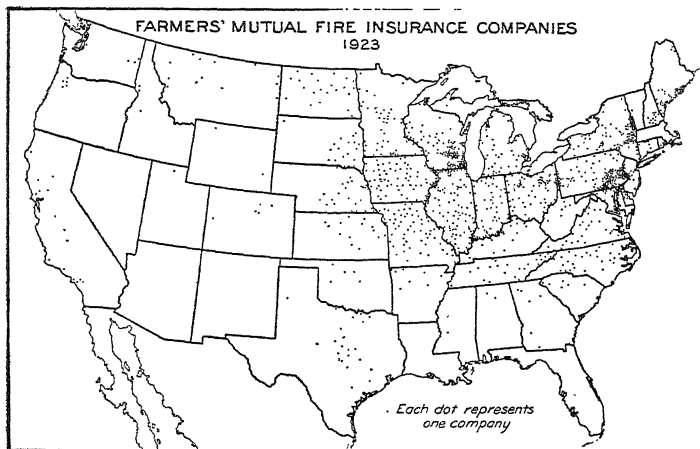 FARMERS' MUTUAL FIRE INSURANCE COMPANIES
1923
Each dot represents
one company